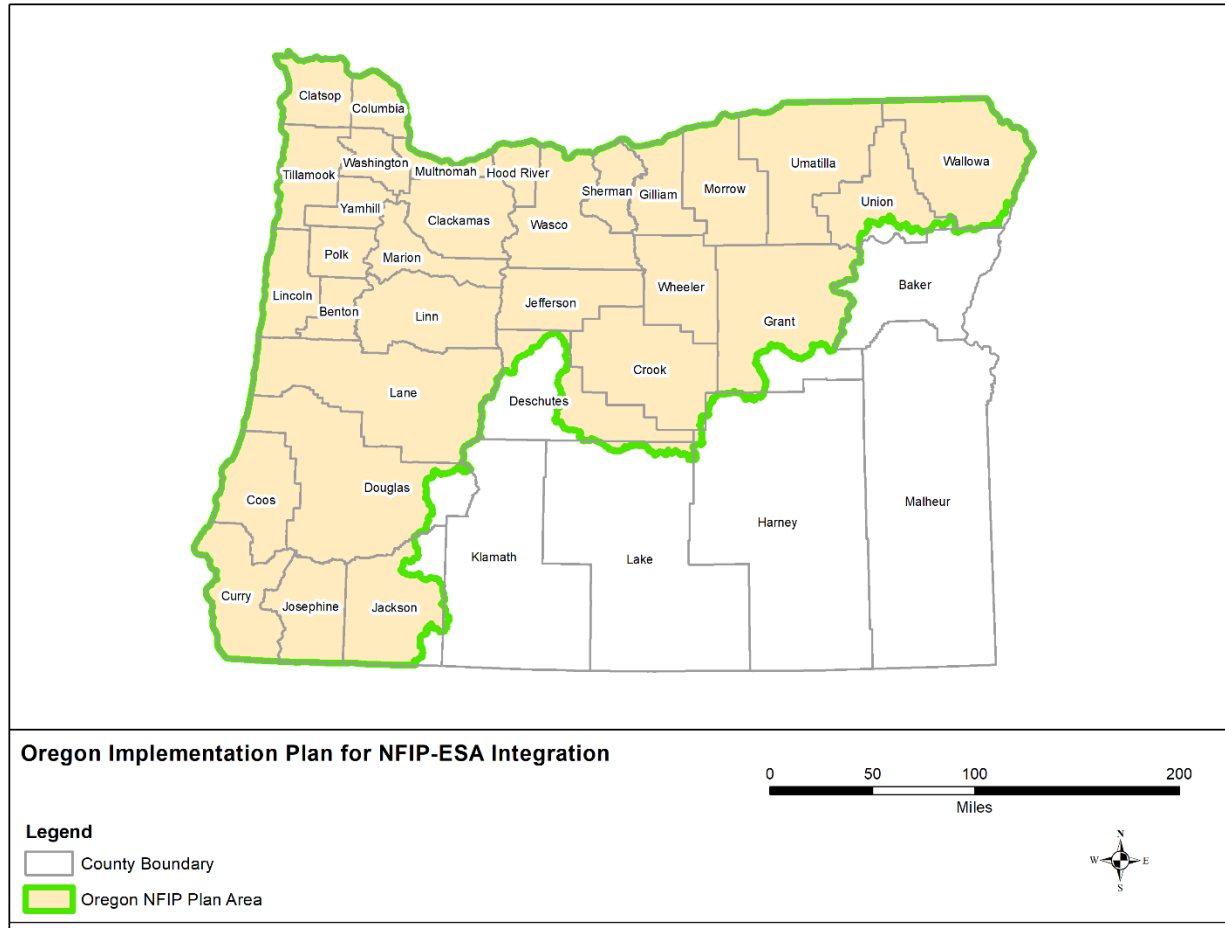 Clatsop
Columbia
Washington
Tillamook
Multnomah
Hood River
Sherman
Gilliam
Morrow
Umatilla
Wallowa
Union
Yamhill
Clackamas
Wasco
Polk
Marion
Lincoln
Benton
Linn
Jefferson
Wheeler
Baker
Grant
Crook
Lane
Deschutes
Douglas
Coos
Malheur
Harney
Klamath
Lake
Curry
Josephine
Jackson
Oregon Implementation Plan for NFIP-ESA Integration
0 50 100 200
Miles
Legend
County Boundary
Oregon NFIP Plan Area
N
W E
S